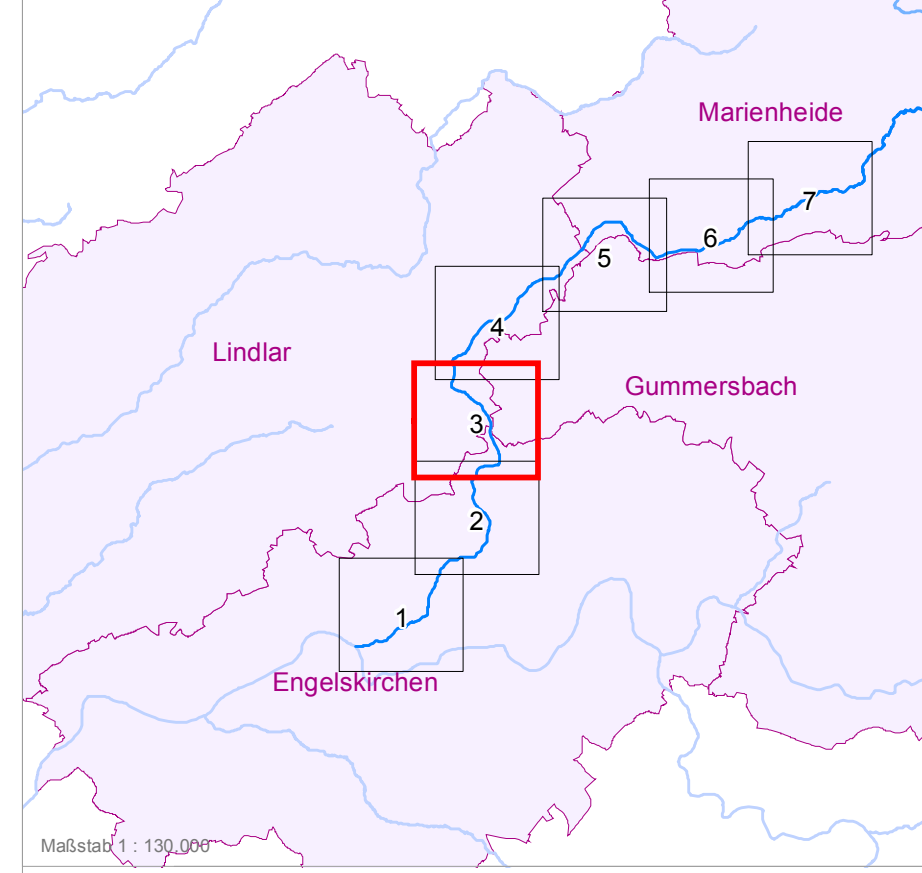 Marienheide
7
6
5
4
Lindlar
Gummersbach
3
2
1
Engelskirchen
Maßstab 1 : 130.000